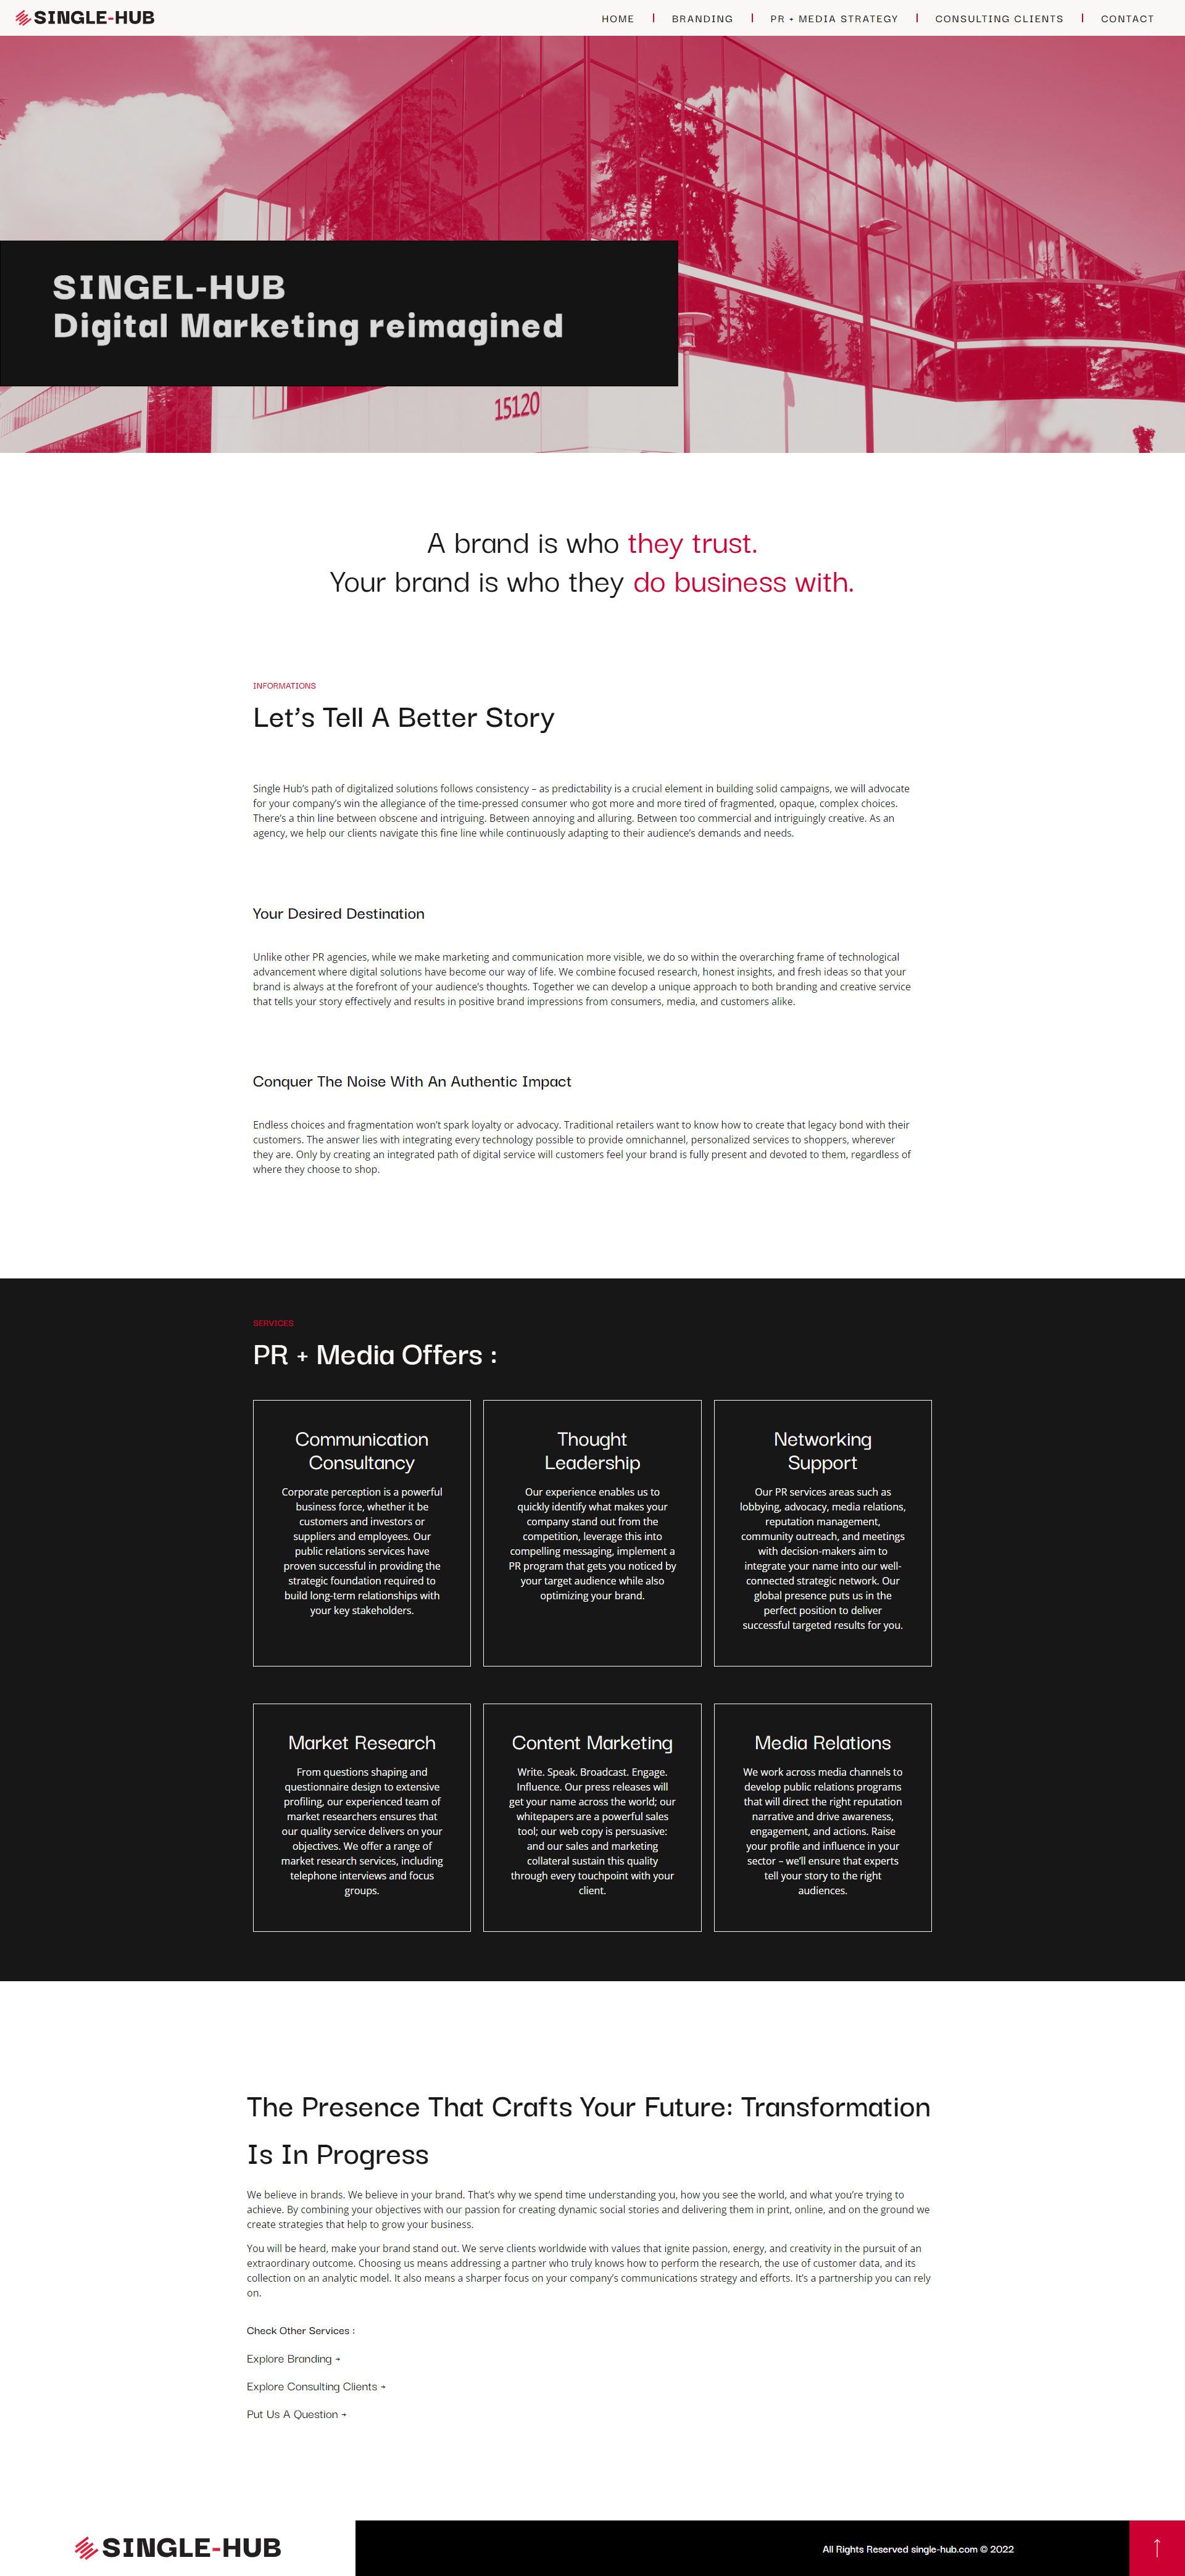 SINGLE-HUB
HOME
BRANDING
PR + MEDIA STRATEGY
CONSULTING CLIENTS
CONTACT
SINGEL-HUB
Digital Marketing reimagined
15120
A brand is who they trust.
Your brand is who they do business with.
INFORMATIONS
Let's Tell A Better Story
Single Hub's path of digitalized solutions follows consistency – as predictability is a crucial element in building solid campaigns, we will advocate
for your company's win the allegiance of the time-pressed consumer who got more and more tired of fragmented, opaque, complex choices.
There's a thin line between obscene and intriguing. Between annoying and alluring. Between too commercial and intriguingly creative. As an
agency, we help our clients navigate this fine line while continuously adapting to their audience's demands and needs.
Your Desired Destination
Unlike other PR agencies, while we make marketing and communication more visible, we do so within the overarching frame of technological
advancement where digital solutions have become our way of life. We combine focused research, honest insights, and fresh ideas so that your
brand is always at the forefront of your audience's thoughts. Together we can develop a unique approach to both branding and creative service
that tells your story effectively and results in positive brand impressions from consumers, media, and customers alike.
Conquer The Noise With An Authentic Impact
Endless choices and fragmentation won't spark loyalty or advocacy. Traditional retailers want to know how to create that legacy bond with their
customers. The answer lies with integrating every technology possible to provide omnichannel, personalized services to shoppers, wherever
they are. Only by creating an integrated path of digital service will customers feel your brand is fully present and devoted to them, regardless of
where they choose to shop.
SERVICES
PR + Media Offers :
Communication
Consultancy
Corporate perception is a powerful
business force, whether it be
customers and investors or
suppliers and employees. Our
public relations services have
proven successful in providing the
strategic foundation required to
build long-term relationships with
your key stakeholders.
Thought
Leadership
Our experience enables us to
quickly identify what makes your
company stand out from the
competition, leverage this into
compelling messaging, implement a
PR program that gets you noticed by
your target audience while also
optimizing your brand.
Networking
Support
Our PR services areas such as
lobbying, advocacy, media relations,
reputation management,
community outreach, and meetings
with decision-makers aim to
integrate your name into our well-
connected strategic network. Our
global presence puts us in the
perfect position to deliver
successful targeted results for you.
Market Research
From questions shaping and
questionnaire design to extensive
profiling, our experienced team of
market researchers ensures that
our quality service delivers on your
objectives. We offer a range of
market research services, including
telephone interviews and focus
groups.
Content Marketing
Write. Speak. Broadcast. Engage.
Influence. Our press releases will
get your name across the world; our
whitepapers are a powerful sales
tool; our web copy is persuasive:
and our sales and marketing
collateral sustain this quality
through every touchpoint with your
client.
Media Relations
We work across media channels to
develop public relations programs
that will direct the right reputation
narrative and drive awareness,
engagement, and actions. Raise
your profile and influence in your
sector – we'll ensure that experts
tell your story to the right
audiences.
The Presence That Crafts Your Future: Transformation
Is In Progress
We believe in brands. We believe in your brand. That's why we spend time understanding you, how you see the world, and what you're trying to
achieve. By combining your objectives with our passion for creating dynamic social stories and delivering them in print, online, and on the ground we
create strategies that help to grow your business.
You will be heard, make your brand stand out. We serve clients worldwide with values that ignite passion, energy, and creativity in the pursuit of an
extraordinary outcome. Choosing us means addressing a partner who truly knows how to perform the research, the use of customer data, and its
collection on an analytic model. It also means a sharper focus on your company's communications strategy and efforts. It's a partnership you can rely
on.
Check Other Services :
Explore Branding →
Explore Consulting Clients →
Put Us A Question →
SINGLE-HUB
All Rights Reserved single-hub.com © 2022